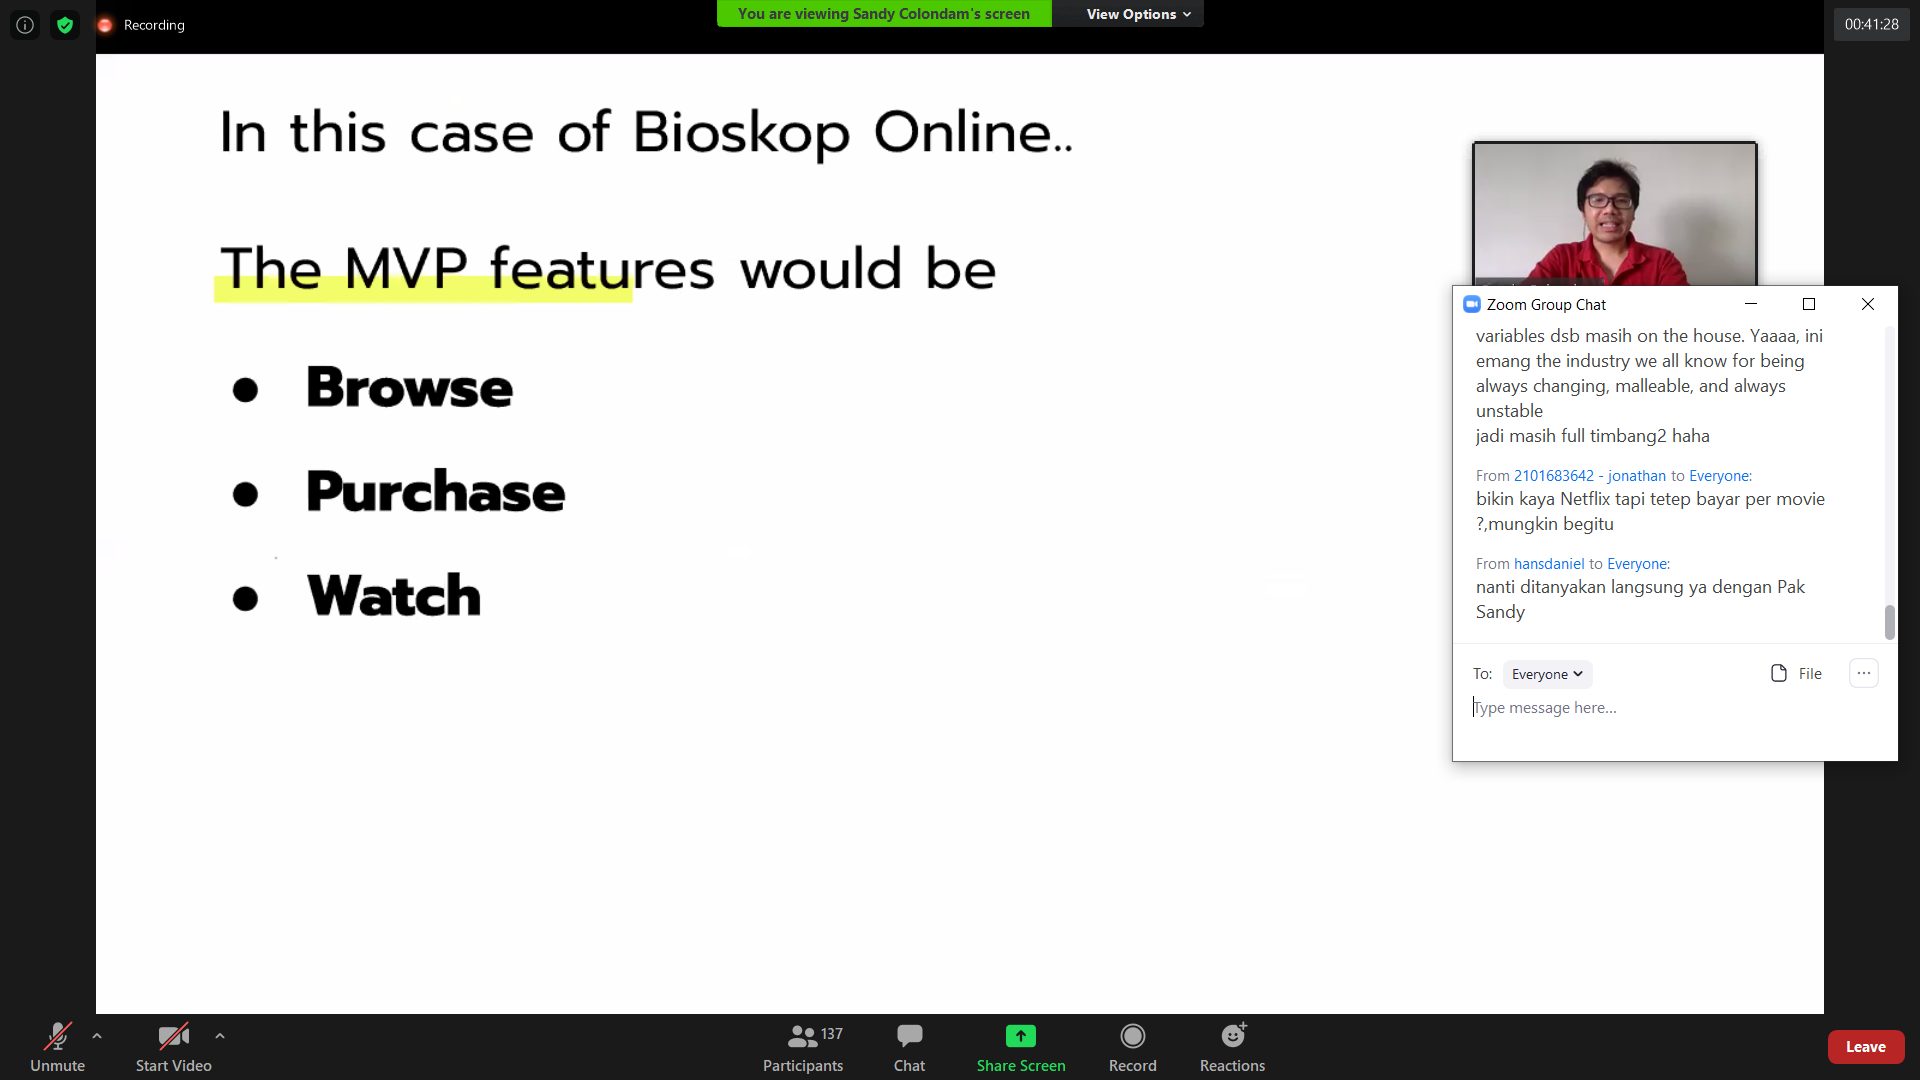 Recording
You are viewing Sandy Colondam's screen
View Options
00:41:28
In this case of Bioskop Online..
The MVP features would be
● Browse
● Purchase
● Watch
Zoom Group Chat
variables dsb masih on the house. Yaaaa, ini
emang the industry we all know for being
always changing, malleable, and always
unstable
jadi masih full timbang2 haha
From 2101683642 - jonathan to Everyone:
bikin kaya Netflix tapi tetep bayar per movie
?,mungkin begitu
From hansdaniel to Everyone:
nanti ditanyakan langsung ya dengan Pak
Sandy
To: Everyone
File
Type message here...
Unmute
Start Video
137
Participants
Chat
Share Screen
Record
Reactions
Leave